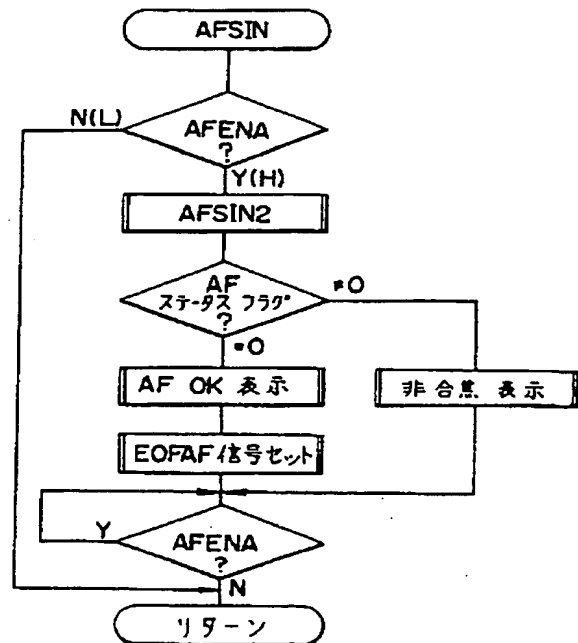 AFSIN
N(L)
AFENA
?
Y(H)
AFSIN2
AF
ステータス フラグ
?
≠0
=0
AF OK 表示
非合焦 表示
EOFAF信号セット
Y
AFENA
?
N
リターン